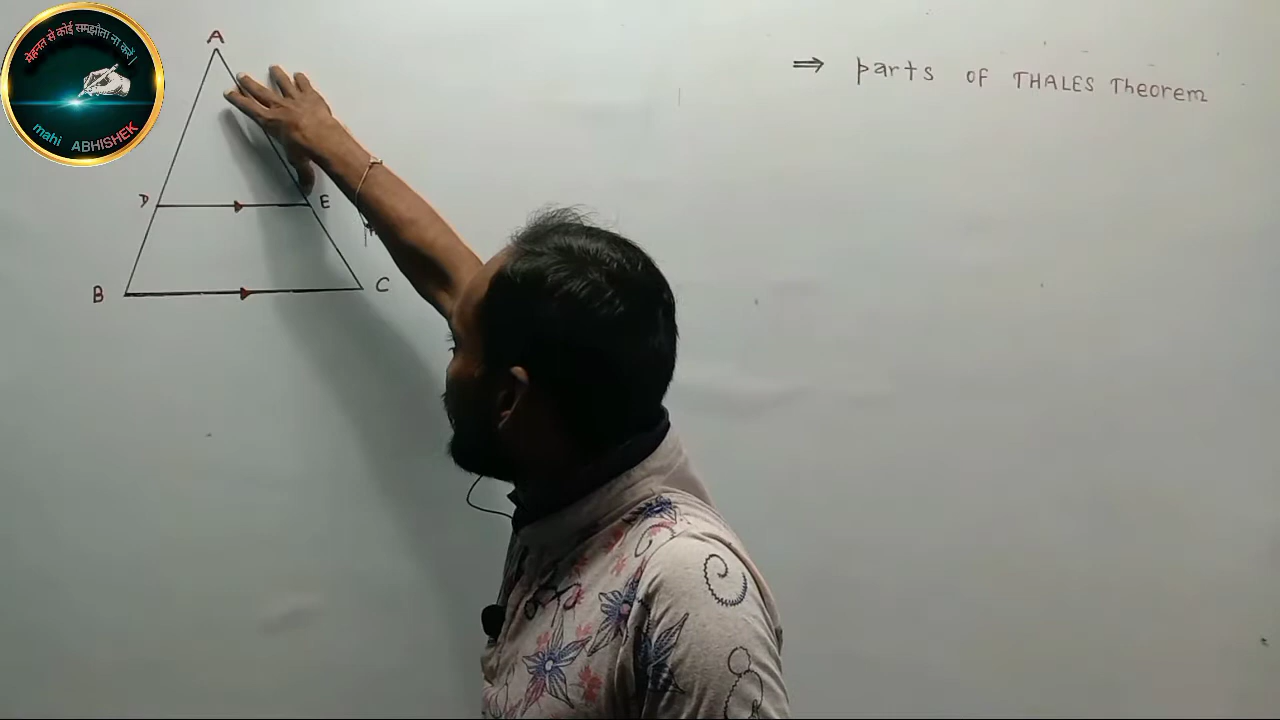 मेहनत से कोई समझौता ना करें।
mahi ABHISHEK
A
D
E
B
C
⇒ parts OF THALES Theorem